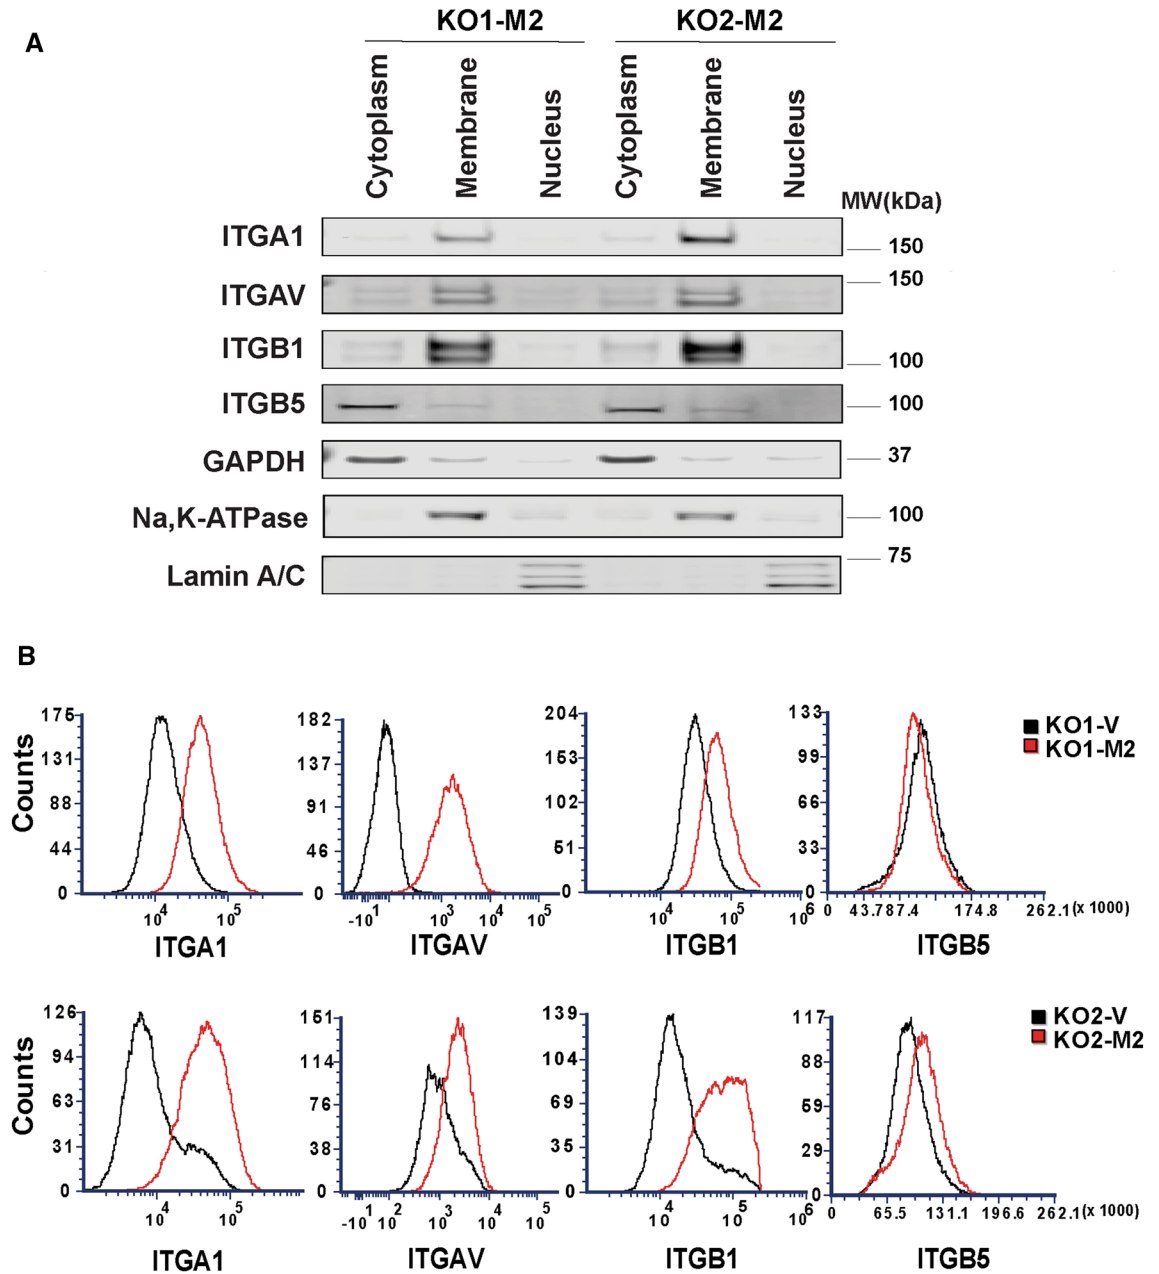 A
KO1-M2 KO2-M2
Cytoplasm Membrane Nucleus Cytoplasm Membrane Nucleus
MW(kDa)
ITGA1 150
ITGAV 150
ITGB1 100
ITGB5 100
GAPDH 37
Na,K-ATPase 100
Lamin A/C 75
B
Counts
175 131 88 44 0
10^4 10^5
ITGA1
182 137 91 46 0
-10^1 10^3 10^4 10^5
ITGAV
204 153 102 51 0
10^4 10^5 10^6
ITGB1
133 99 66 33 0
0 43.7 87.4 174.8 262.1 (x 1000)
ITGB5
KO1-V
KO1-M2
Counts
126 94 63 31 0
10^4 10^5
ITGA1
151 114 76 38 0
-10^1 10^2 10^3 10^4 10^5
ITGAV
139 104 69 35 0
10^4 10^5 10^6
ITGB1
117 88 59 29 0
0 65.5 131.1 196.6 262.1 (x 1000)
ITGB5
KO2-V
KO2-M2